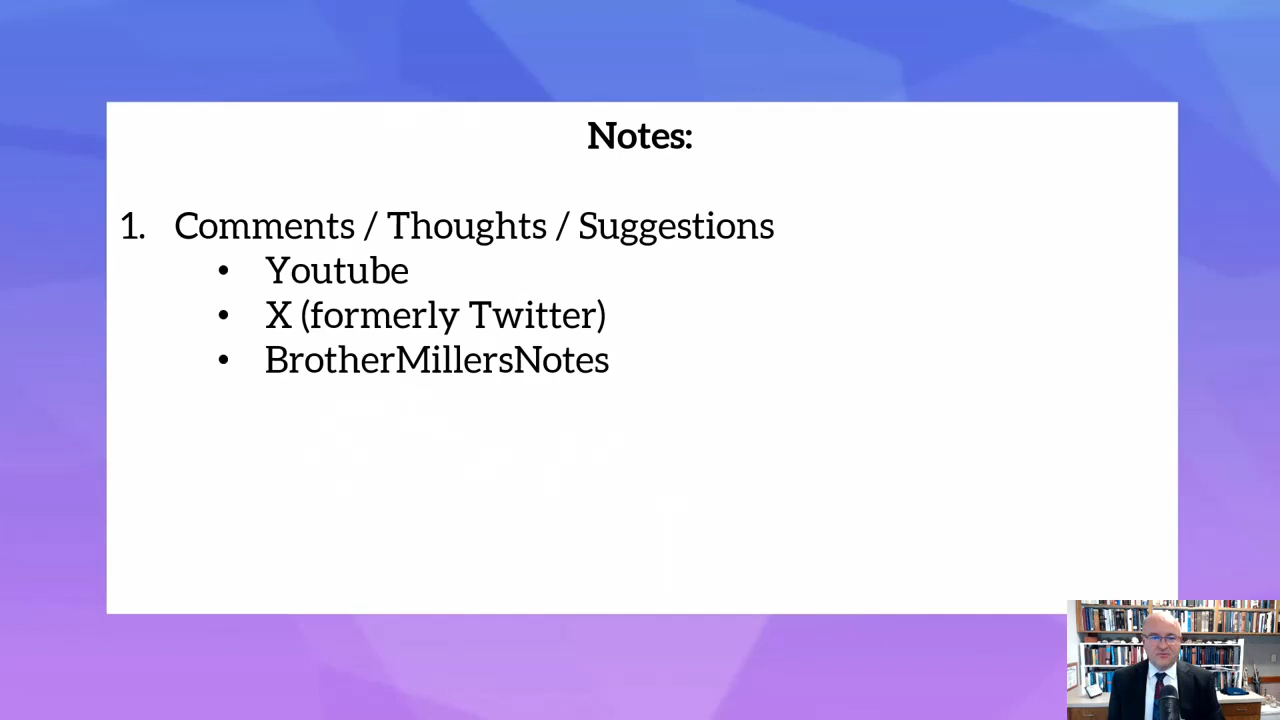 Notes:
1. Comments / Thoughts / Suggestions
• Youtube
• X (formerly Twitter)
• BrotherMillersNotes